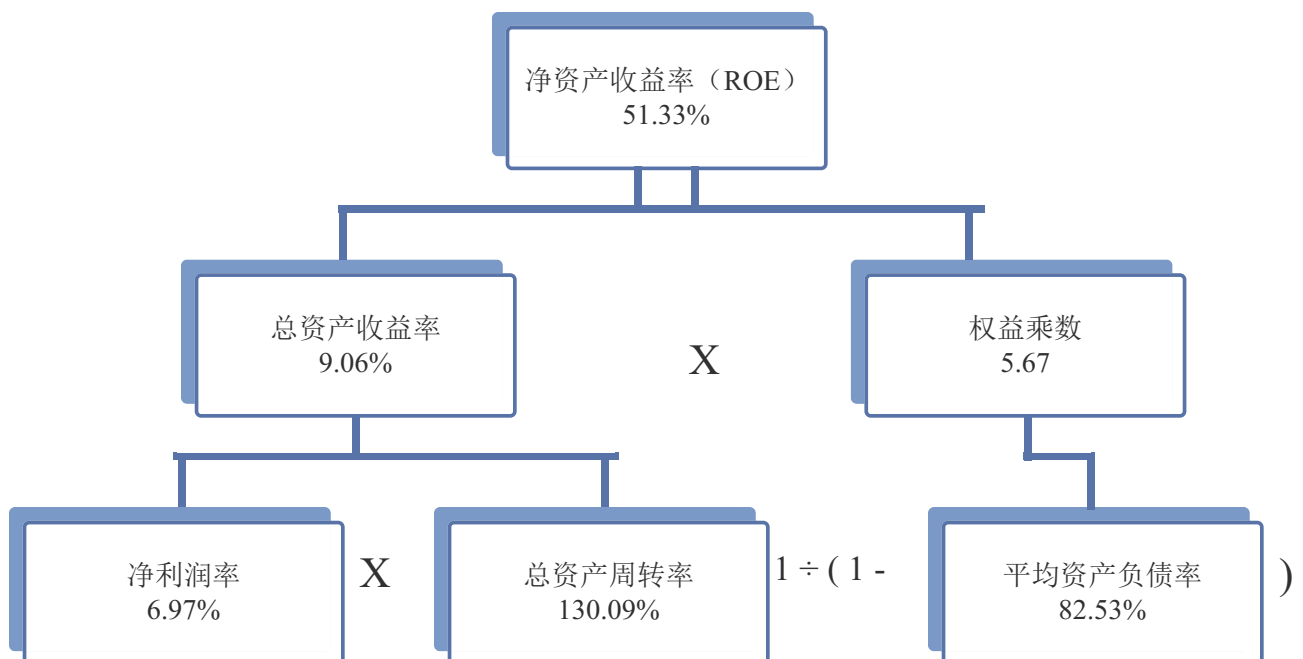 净资产收益率（ROE）
51.33%
总资产收益率
9.06%
X
权益乘数
5.67
净利润率
6.97%
X
总资产周转率
130.09%
1 ÷ ( 1 -
平均资产负债率
82.53%
)